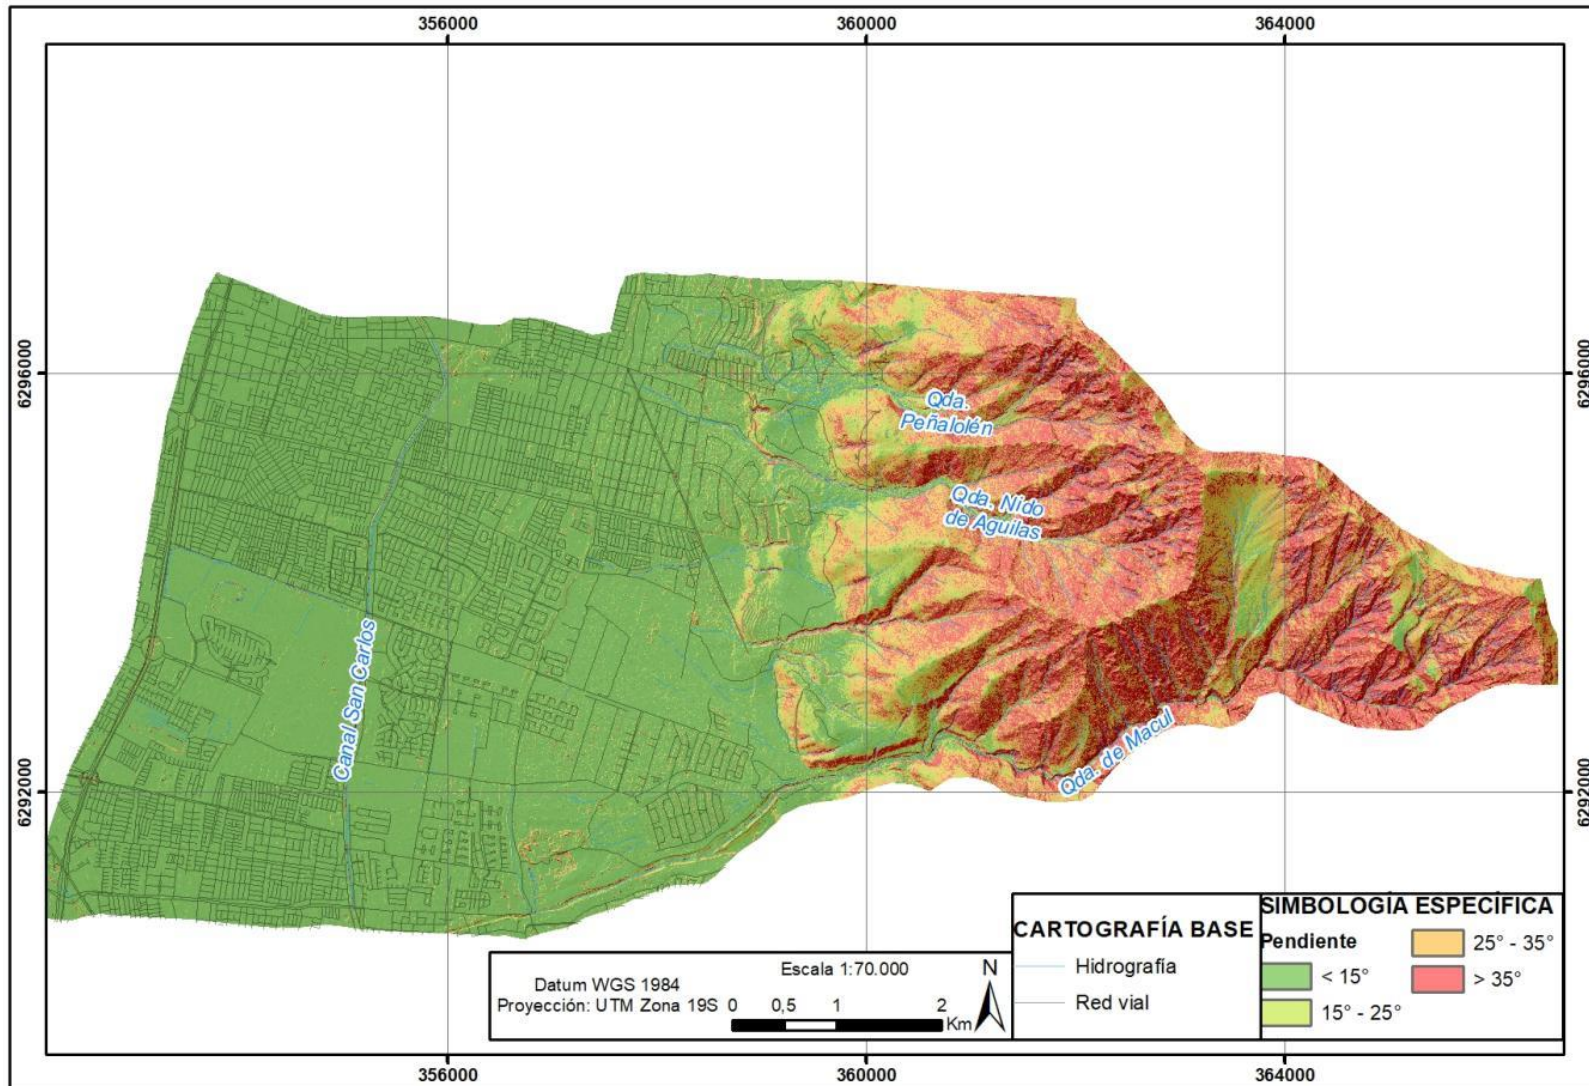 356000
360000
364000
6296000
6296000
Qda.
Peñalolén
Qda. Nido
de Aguilas
Canal San Carlos
Qda. de Macul
6292000
6292000
CARTOGRAFÍA BASE
Hidrografía
Red vial
SIMBOLOGÍA ESPECÍFICA
Pendiente
< 15°
15° - 25°
25° - 35°
> 35°
Datum WGS 1984
Proyección: UTM Zona 19S
Escala 1:70.000
0 0,5 1 2
Km
N
356000
360000
364000